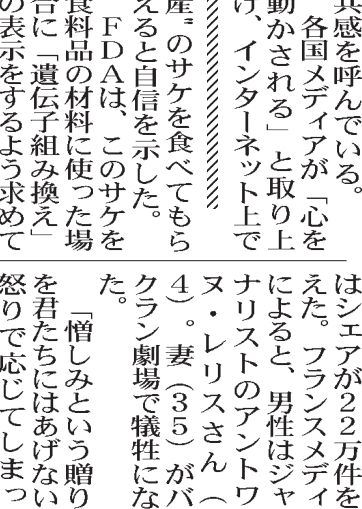 共感を呼んでいる。
各国メディアが「心を
動かされる」と取り上
げ、インターネット上で
はシェアが２２万件を
えた。フランスメディ
によると、男性はジャ
ナリストのアントワ
ヌ・レリスさん（
４）。妻（３５）がバ
クラン劇場で犠牲にな
た。
「憎しみという贈り
を君たちにはあげない
怒りで応じてしまっ
産〟のサケを食べてもら
えると自信を示した。
ＦＤＡは、このサケを
食料品の材料に使った場
合に「遺伝子組み換え」
の表示をするよう求めて